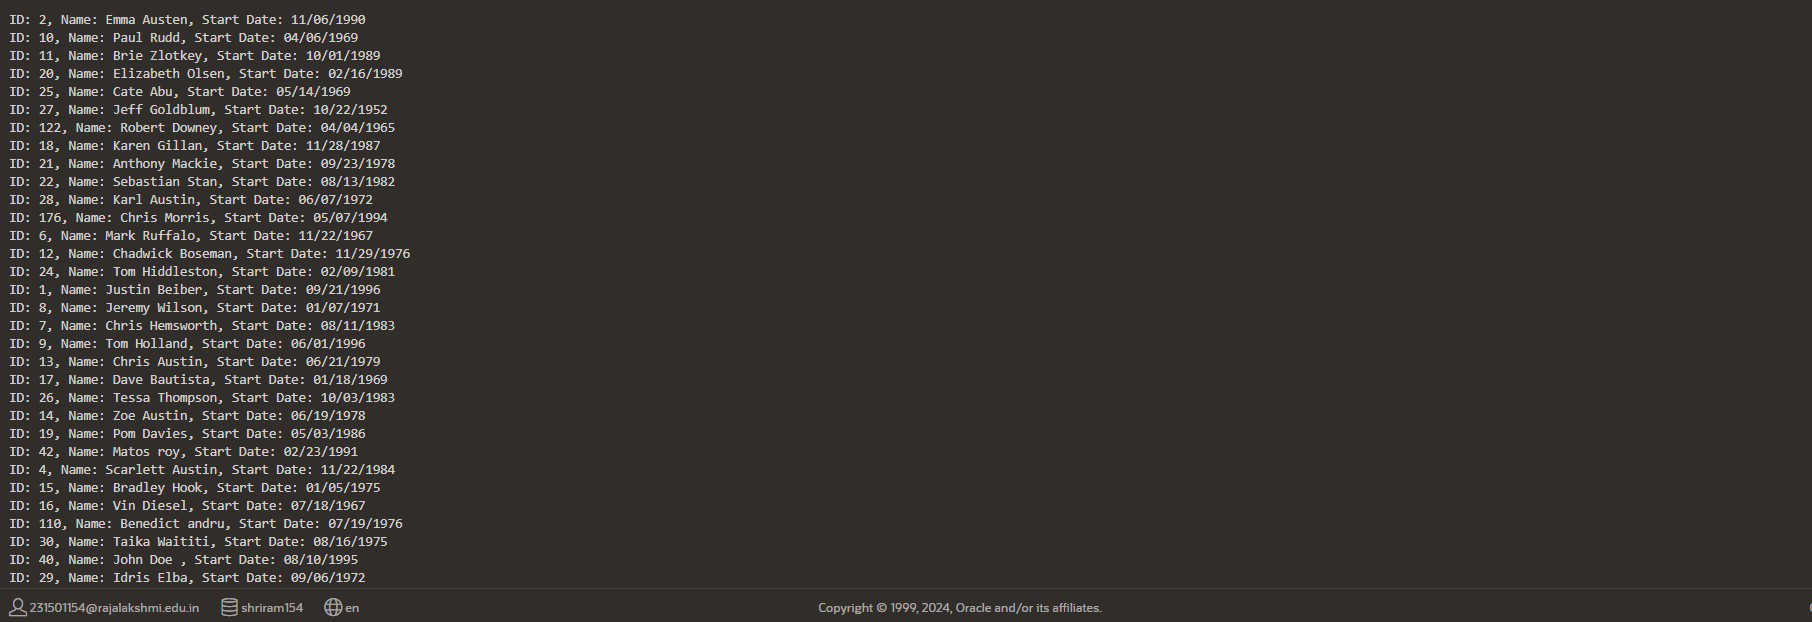 ID: 2, Name: Emma Austen, Start Date: 11/06/1990
ID: 10, Name: Paul Rudd, Start Date: 04/06/1969
ID: 11, Name: Brie Zlotkey, Start Date: 10/01/1989
ID: 20, Name: Elizabeth Olsen, Start Date: 02/16/1989
ID: 25, Name: Cate Abu, Start Date: 05/14/1969
ID: 27, Name: Jeff Goldblum, Start Date: 10/22/1952
ID: 122, Name: Robert Downey, Start Date: 04/04/1965
ID: 18, Name: Karen Gillan, Start Date: 11/28/1987
ID: 21, Name: Anthony Mackie, Start Date: 09/23/1978
ID: 22, Name: Sebastian Stan, Start Date: 08/13/1982
ID: 28, Name: Karl Austin, Start Date: 06/07/1972
ID: 176, Name: Chris Morris, Start Date: 05/07/1994
ID: 6, Name: Mark Ruffalo, Start Date: 11/22/1967
ID: 12, Name: Chadwick Boseman, Start Date: 11/29/1976
ID: 24, Name: Tom Hiddleston, Start Date: 02/09/1981
ID: 1, Name: Justin Beiber, Start Date: 09/21/1996
ID: 8, Name: Jeremy Wilson, Start Date: 01/07/1971
ID: 7, Name: Chris Hemsworth, Start Date: 08/11/1983
ID: 9, Name: Tom Holland, Start Date: 06/01/1996
ID: 13, Name: Chris Austin, Start Date: 06/21/1979
ID: 17, Name: Dave Bautista, Start Date: 01/18/1969
ID: 26, Name: Tessa Thompson, Start Date: 10/03/1983
ID: 14, Name: Zoe Austin, Start Date: 06/19/1978
ID: 19, Name: Pom Davies, Start Date: 05/03/1986
ID: 42, Name: Matos roy, Start Date: 02/23/1991
ID: 4, Name: Scarlett Austin, Start Date: 11/22/1984
ID: 15, Name: Bradley Hook, Start Date: 01/05/1975
ID: 16, Name: Vin Diesel, Start Date: 07/18/1967
ID: 110, Name: Benedict andru, Start Date: 07/19/1976
ID: 30, Name: Taika Waititi, Start Date: 08/16/1975
ID: 40, Name: John Doe , Start Date: 08/10/1995
ID: 29, Name: Idris Elba, Start Date: 09/06/1972
231501154@rajalakshmi.edu.in shriram154 en Copyright © 1999, 2024, Oracle and/or its affiliates.